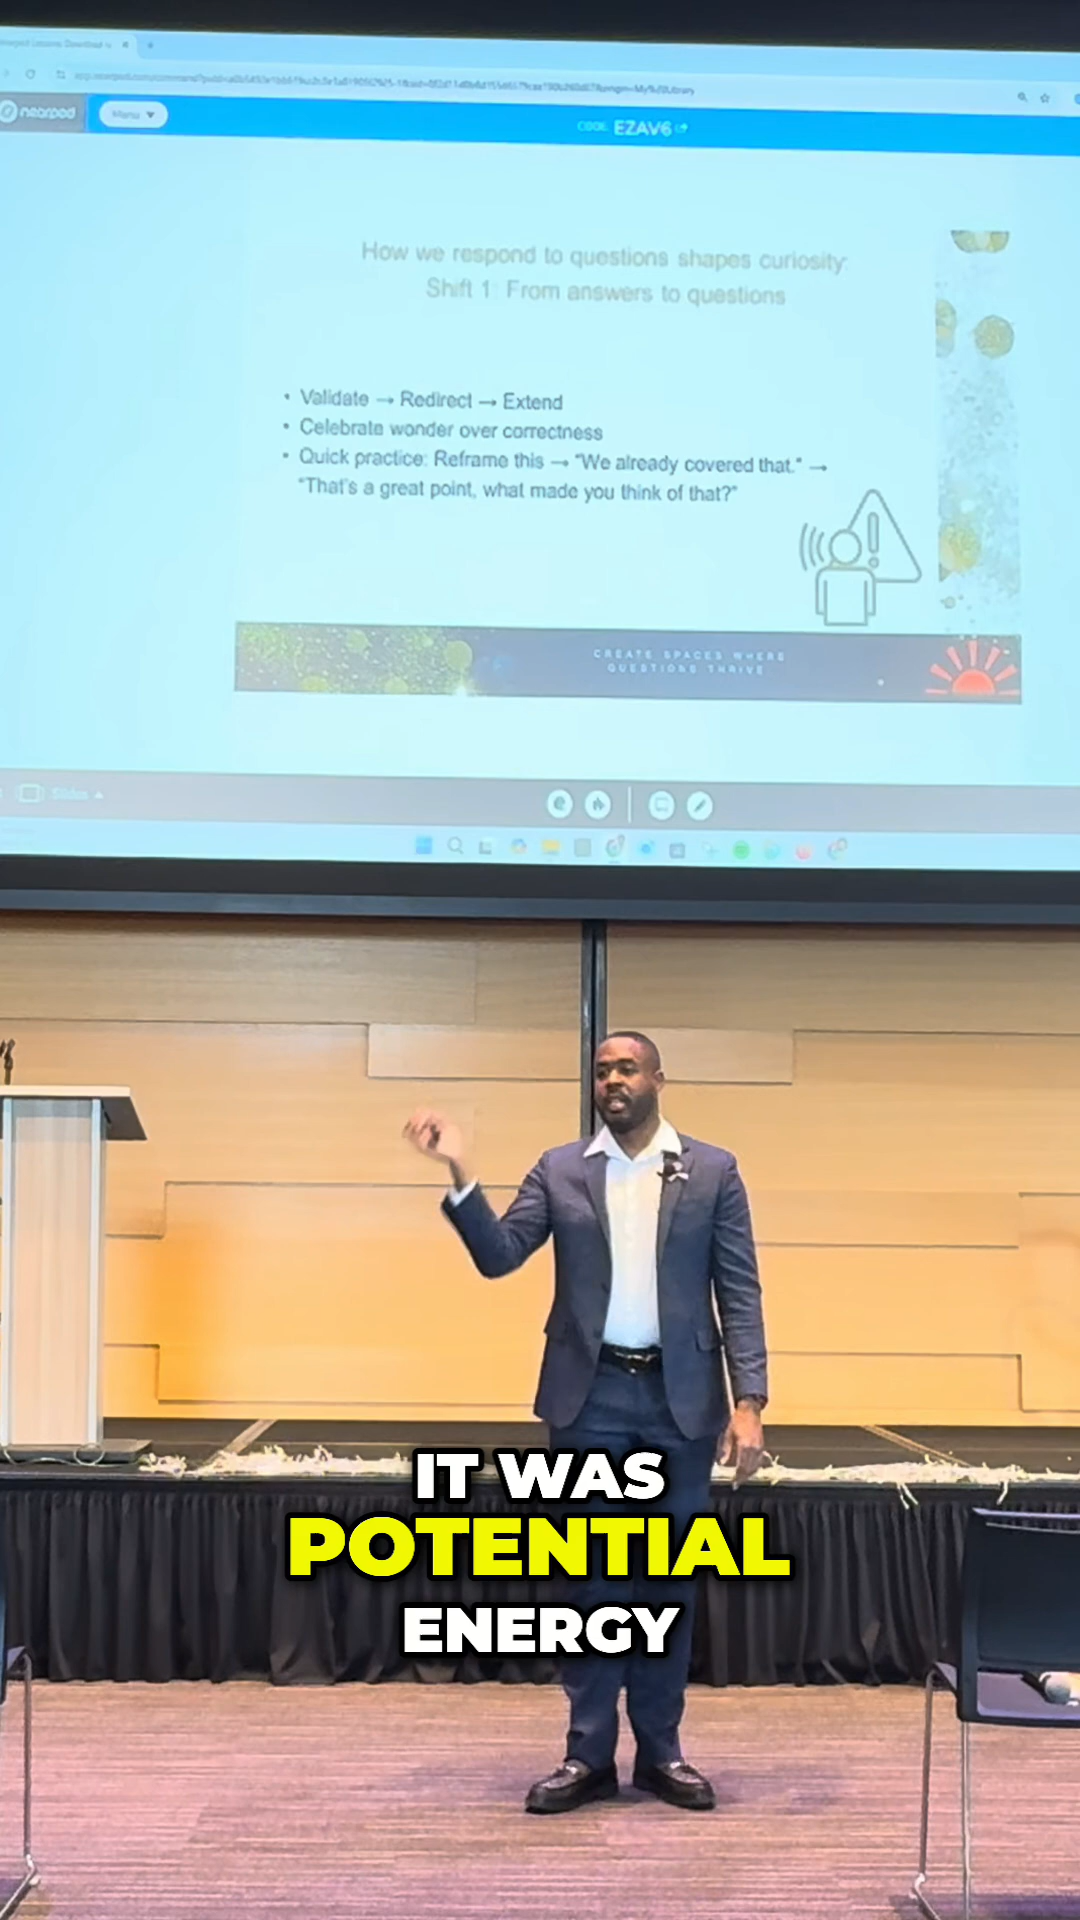 nearpod
Menu
CODE EZAV6
How we respond to questions shapes curiosity:
Shift 1: From answers to questions
• Validate → Redirect → Extend
• Celebrate wonder over correctness
• Quick practice: Reframe this → "We already covered that." →
"That's a great point, what made you think of that?"
CREATE SPACES WHERE
QUESTIONS THRIVE
Slides
IT WAS
POTENTIAL
ENERGY